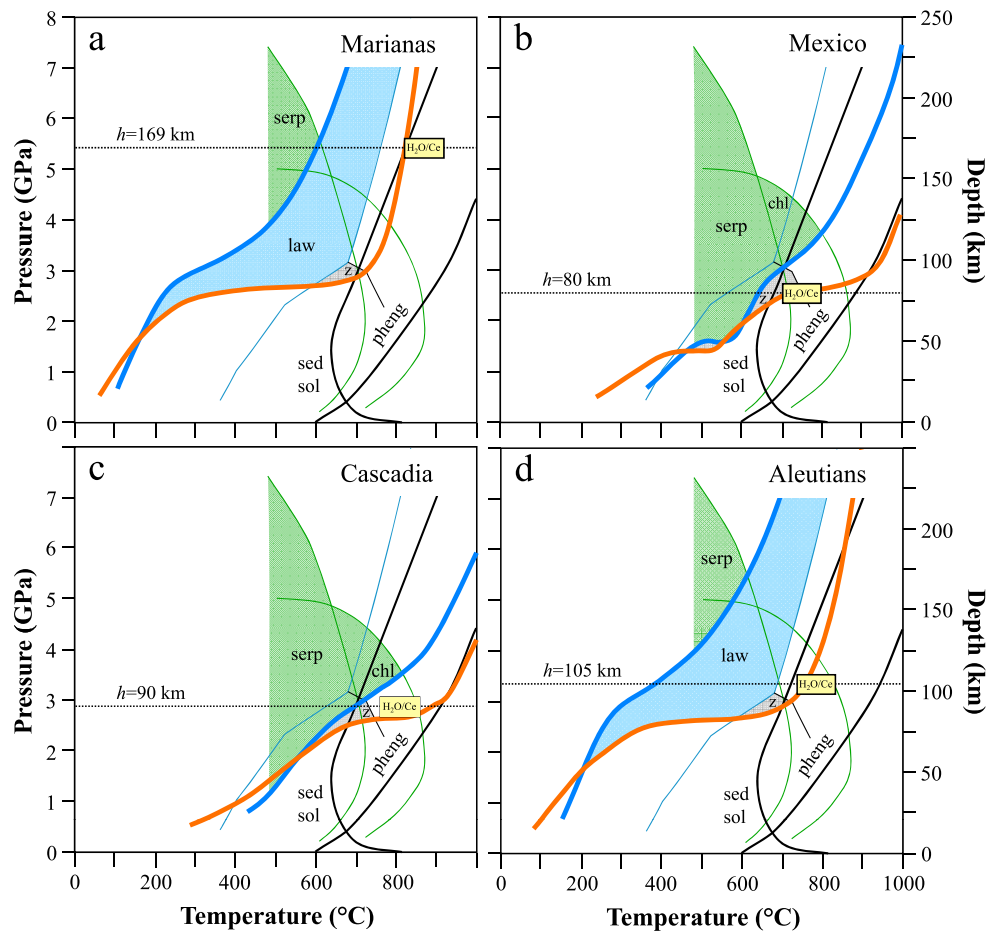 a
Marianas
8
7
6
5
4
3
2
1
0
Pressure (GPa)
serp
h=169 km
H₂O/Ce
law
z
pheng
sed
sol
b
Mexico
250
200
150
100
50
0
Depth (km)
chl
serp
h=80 km
z
H₂O/Ce
pheng
sed
sol
c
Cascadia
7
6
5
4
3
2
1
0
Pressure (GPa)
serp
chl
h=90 km
z
H₂O/Ce
pheng
sed
sol
0
200
400
600
800
Temperature (°C)
d
Aleutians
200
150
100
50
0
Depth (km)
serp
law
h=105 km
H₂O/Ce
z
pheng
sed
sol
0
200
400
600
800
1000
Temperature (°C)